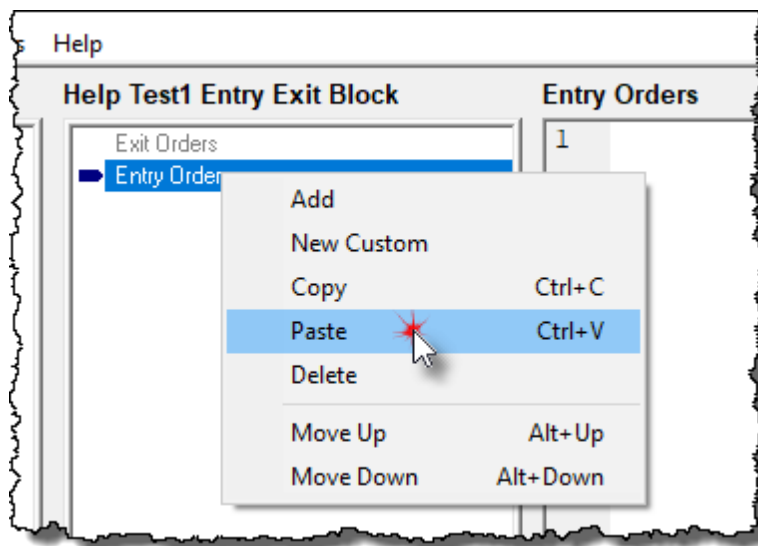 Help
Help Test1 Entry Exit Block
Entry Orders
Exit Orders
1
Entry Order
Add
New Custom
Copy Ctrl+C
Paste Ctrl+V
Delete
Move Up Alt+Up
Move Down Alt+Down